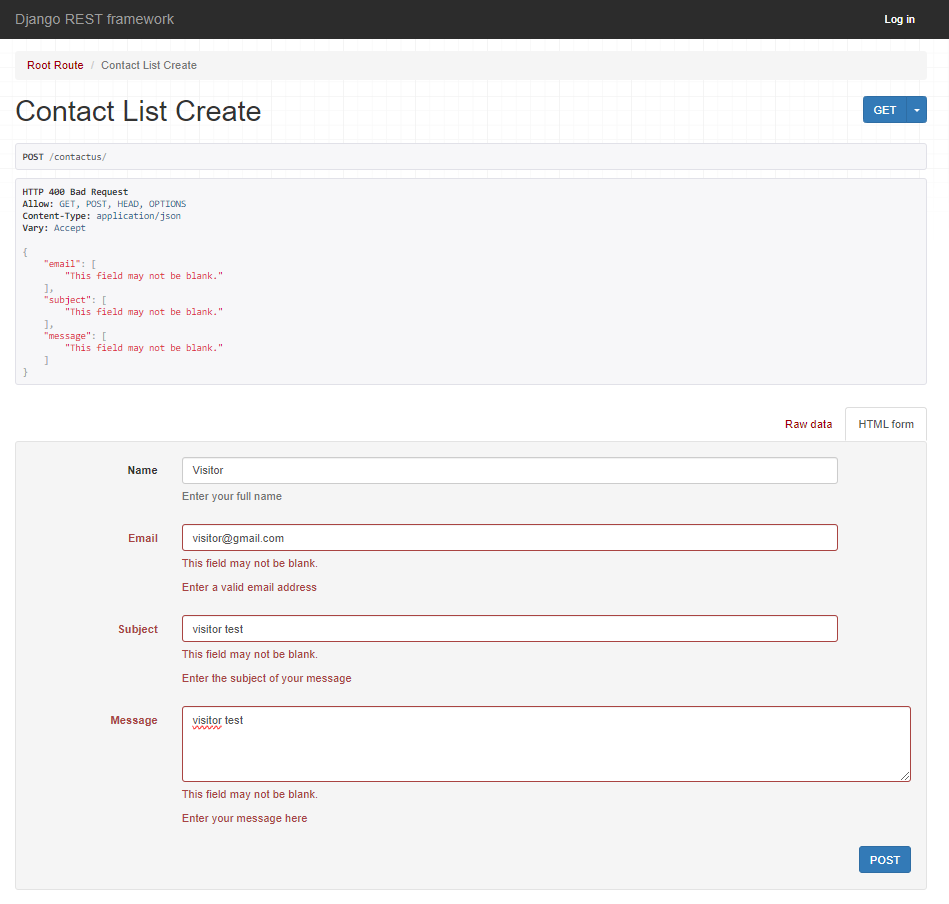 Django REST framework
Log in
Root Route / Contact List Create
Contact List Create
GET
POST /contactus/
HTTP 400 Bad Request
Allow: GET, POST, HEAD, OPTIONS
Content-Type: application/json
Vary: Accept
{
    "email": [
        "This field may not be blank."
    ],
    "subject": [
        "This field may not be blank."
    ],
    "message": [
        "This field may not be blank."
    ]
}
Raw data
HTML form
Name
Visitor
Enter your full name
Email
visitor@gmail.com
This field may not be blank.
Enter a valid email address
Subject
visitor test
This field may not be blank.
Enter the subject of your message
Message
visitor test
This field may not be blank.
Enter your message here
POST